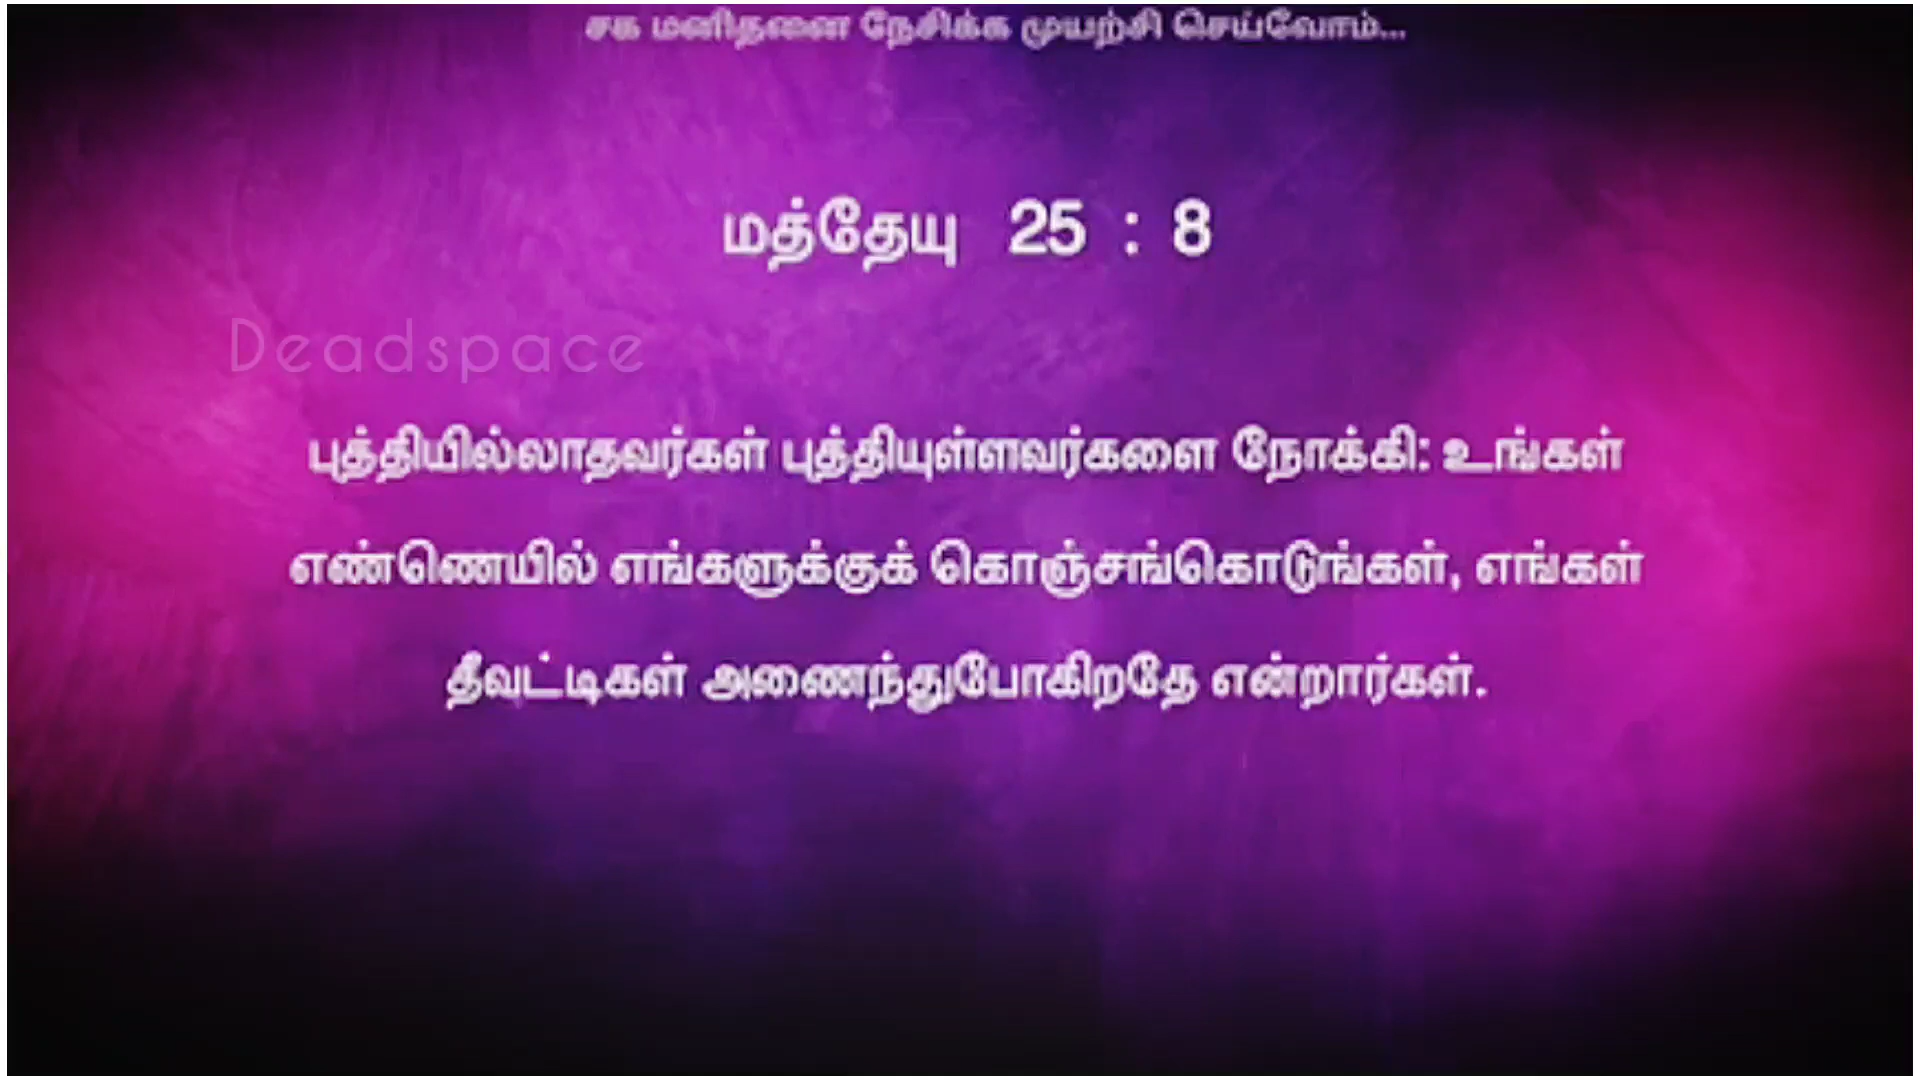 சக மனிதனை நேசிக்க முயற்சி செய்வோம்...
மத்தேயு 25 : 8
Deadspace
புத்தியில்லாதவர்கள் புத்தியுள்ளவர்களை நோக்கி: உங்கள்
எண்ணெயில் எங்களுக்குக் கொஞ்சங்கொடுங்கள், எங்கள்
தீவட்டிகள் அணைந்துபோகிறதே என்றார்கள்.